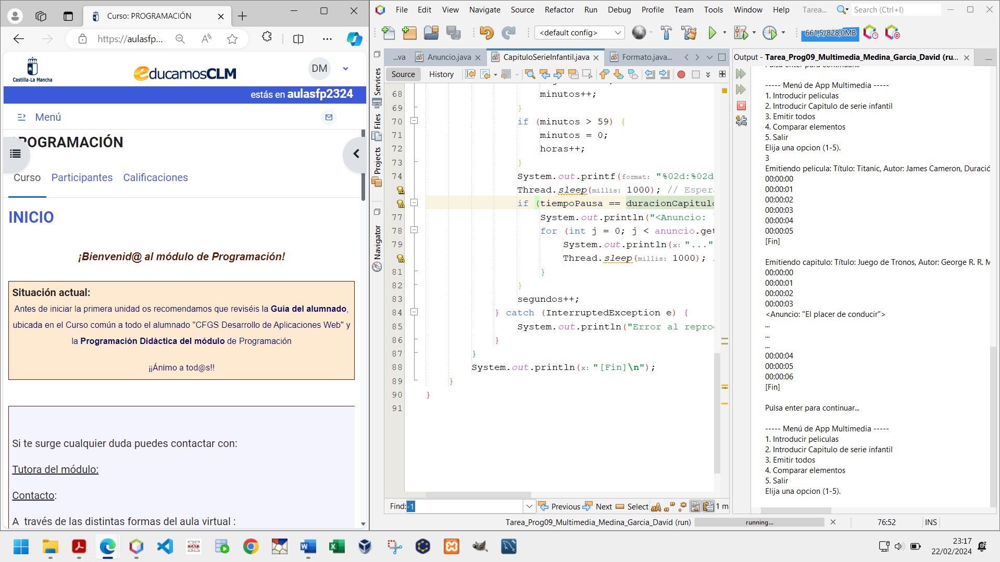 Curso: PROGRAMACIÓN
https://aulasfp...
Castilla-La Mancha
educamosCLM
DM
estás en aulasfp2324
Menú
PROGRAMACIÓN
Curso Participantes Calificaciones
INICIO
¡Bienvenid@ al módulo de Programación!
Situación actual:
Antes de iniciar la primera unidad os recomendamos que reviséis la Guía del alumnado,
ubicada en el Curso común a todo el alumnado "CFGS Desarrollo de Aplicaciones Web" y
la Programación Didáctica del módulo de Programación
¡¡Ánimo a tod@s!!
Si te surge cualquier duda puedes contactar con:
Tutora del módulo:
Contacto:
A través de las distintas formas del aula virtual :
File Edit View Navigate Source Refactor Run Debug Profile Team Tools Window Help Tarea... Search (Ctrl+I)
<default config> 661,5/828,0MB
...va Anuncio.java CapituloSerieInfantil.java Formato.java...
Source History
Services
Files
Projects
Navigator
68 minutos++;
69 }
70 if (minutos > 59) {
71 minutos = 0;
72 horas++;
73 }
74 System.out.printf(format: "%02d:%02d
Thread.sleep(millis: 1000); // Esper
if (tiempoPausa == duracionCapitulo
77 System.out.println("<Anuncio:
78 for (int j = 0; j < anuncio.get
79 System.out.println(x: "..."
Thread.sleep(millis: 1000);
81 }
82 }
83 segundos++;
84 } catch (InterruptedException e) {
85 System.out.println("Error al repro
86 }
87 }
88 System.out.println(x: "[Fin]\n");
89 }
90 }
91
Find: -1 Previous Next Select 1 m
Output - Tarea_Prog09_Multimedia_Medina_Garcia_David (ru...
Pulsa enter para continuar...
----- Menú de App Multimedia -----
1. Introducir peliculas
2. Introducir Capitulo de serie infantil
3. Emitir todos
4. Comparar elementos
5. Salir
Elija una opcion (1-5).
3
Emitiendo pelicula: Título: Titanic, Autor: James Cameron, Duració
00:00:00
00:00:01
00:00:02
00:00:03
00:00:04
00:00:05
[Fin]
Emitiendo capitulo: Título: Juego de Tronos, Autor: George R. R. M
00:00:00
00:00:01
00:00:02
00:00:03
<Anuncio: "El placer de conducir">
...
...
...
00:00:04
00:00:05
00:00:06
[Fin]
Pulsa enter para continuar...
----- Menú de App Multimedia -----
1. Introducir peliculas
2. Introducir Capitulo de serie infantil
3. Emitir todos
4. Comparar elementos
5. Salir
Elija una opcion (1-5).
Tarea_Prog09_Multimedia_Medina_Garcia_David (run) running... 76:52 INS
23:17
22/02/2024